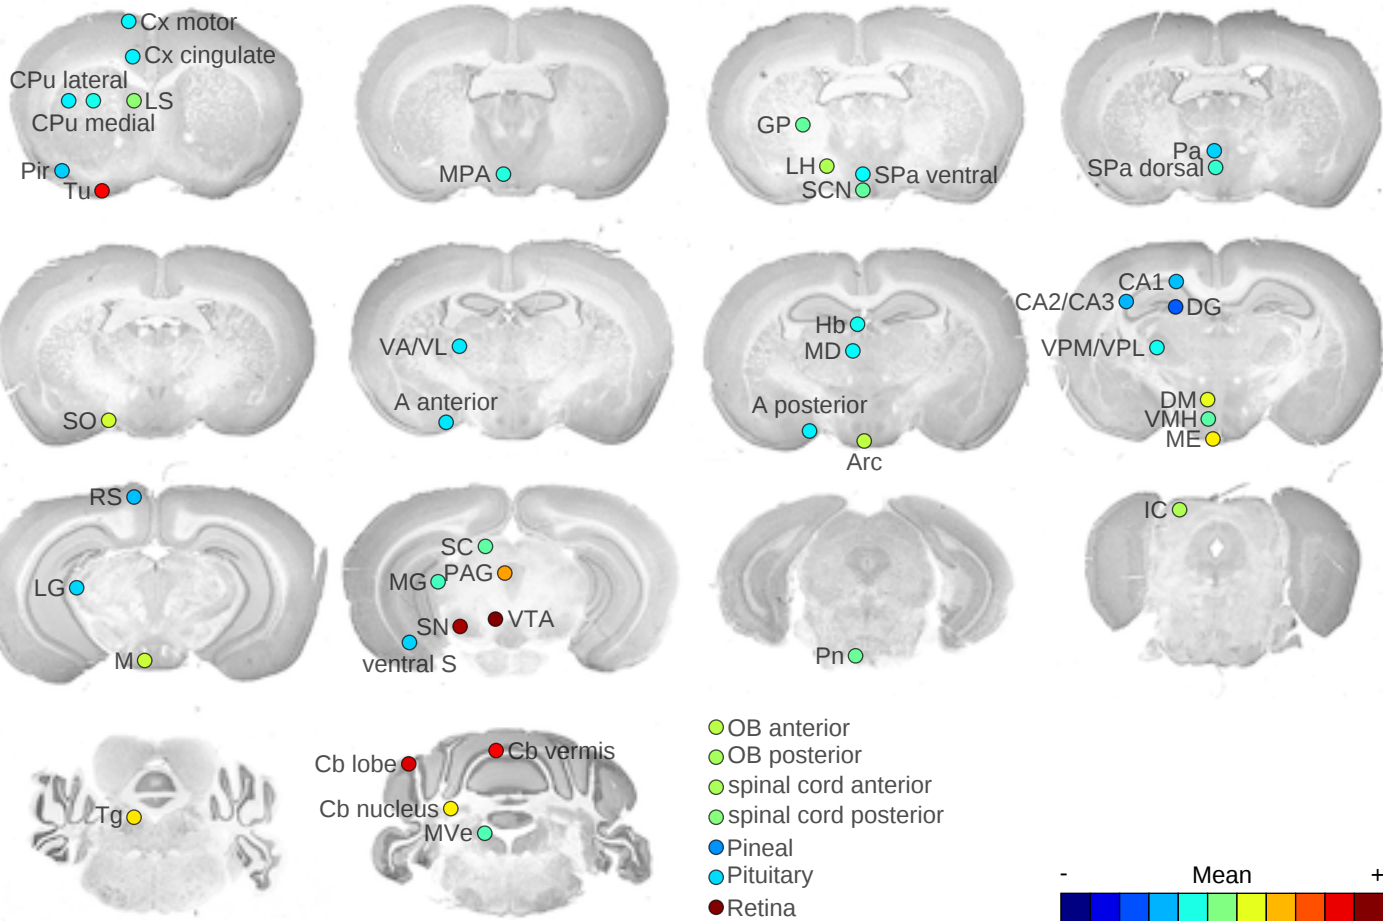 Cx motor
Cx cingulate
CPu lateral
LS
CPu medial
Pir
Tu
MPA
GP
LH
SPa ventral
SCN
Pa
SPa dorsal
SO
VA/VL
A anterior
Hb
MD
A posterior
Arc
CA1
CA2/CA3
DG
VPM/VPL
DM
VMH
ME
RS
LG
M
SC
MG
PAG
SN
VTA
ventral S
Pn
IC
Tg
Cb lobe
Cb vermis
Cb nucleus
MVe
OB anterior
OB posterior
spinal cord anterior
spinal cord posterior
Pineal
Pituitary
Retina
- Mean +